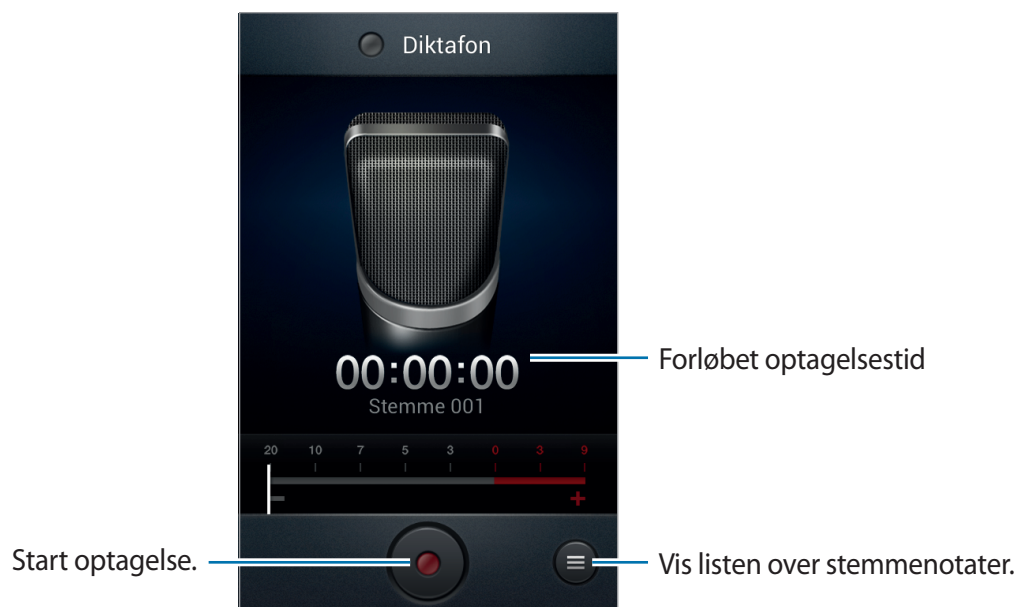 Diktafon
00:00:00
Forløbet optagelsestid
Stemme 001
20 10 7 5 3 0 3 9
− +
Start optagelse.
Vis listen over stemmenotater.